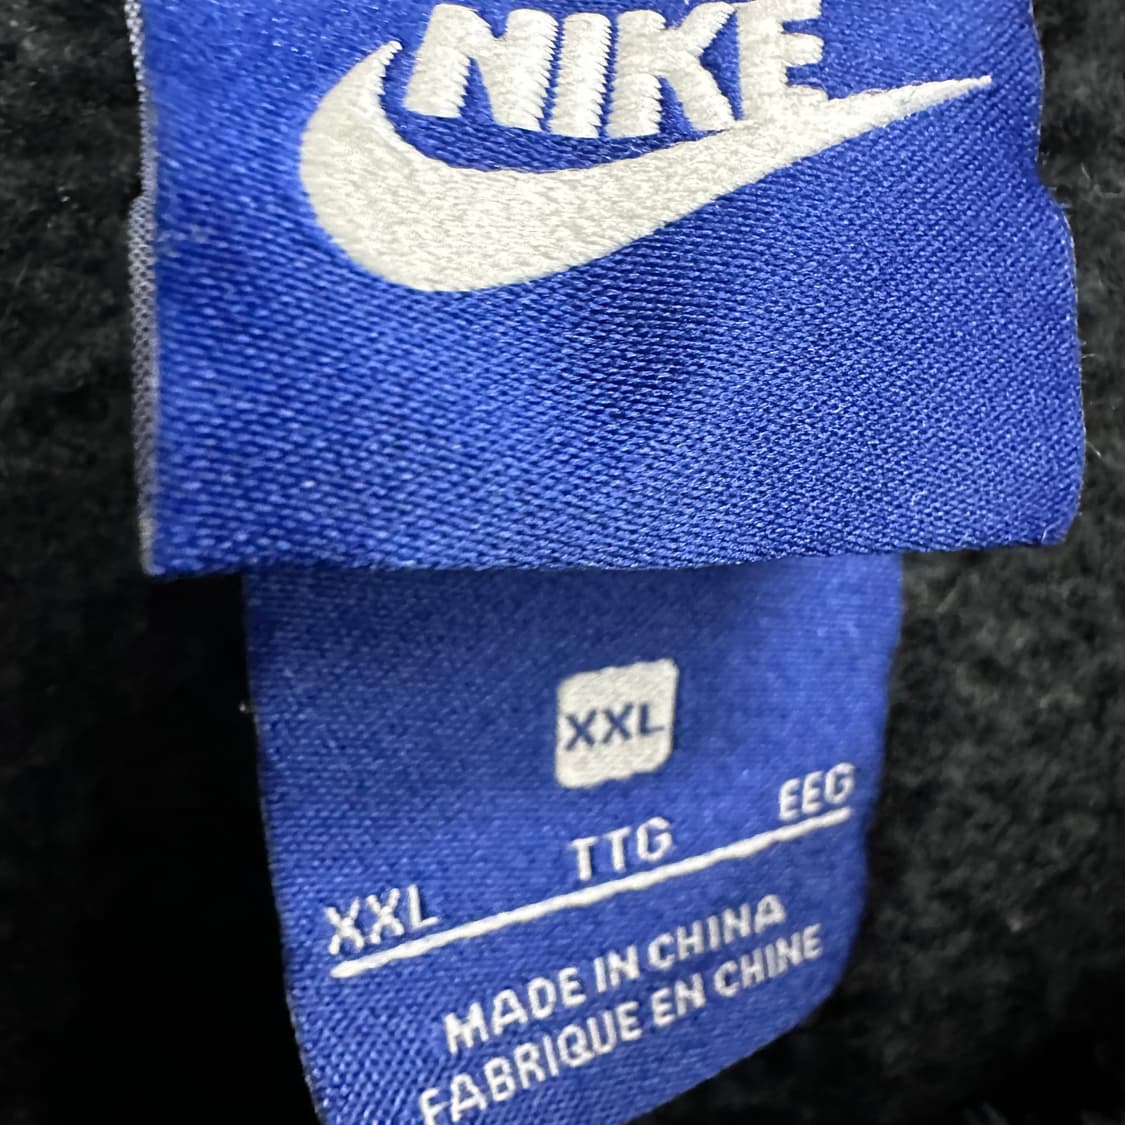 NIKE
XXL
XXL TTG EEG
MADE IN CHINA
FABRIQUE EN CHINE